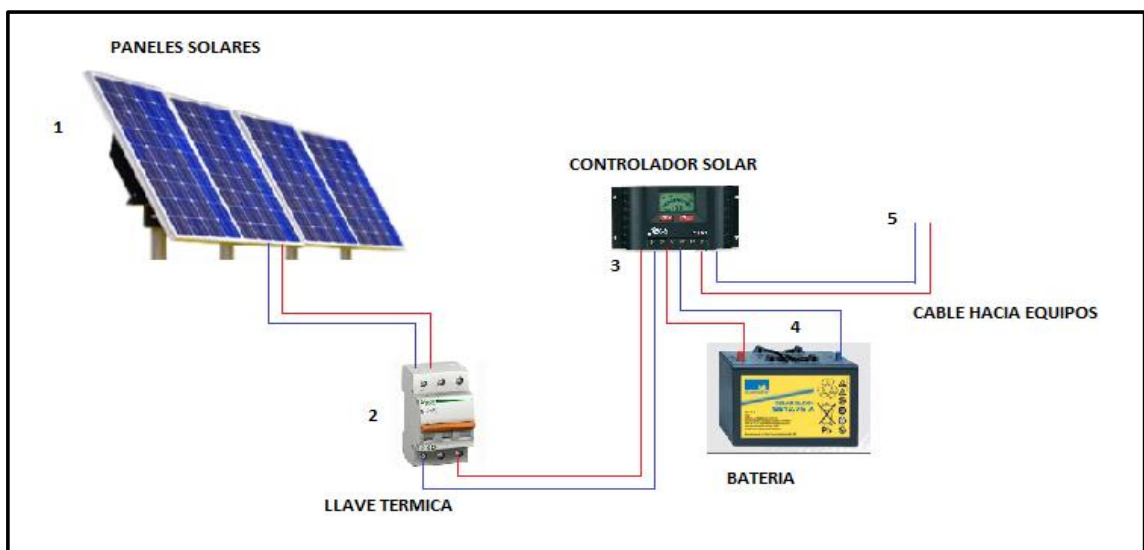 PANELES SOLARES
1
CONTROLADOR SOLAR
5
3
CABLE HACIA EQUIPOS
4
2
BATERIA
LLAVE TERMICA